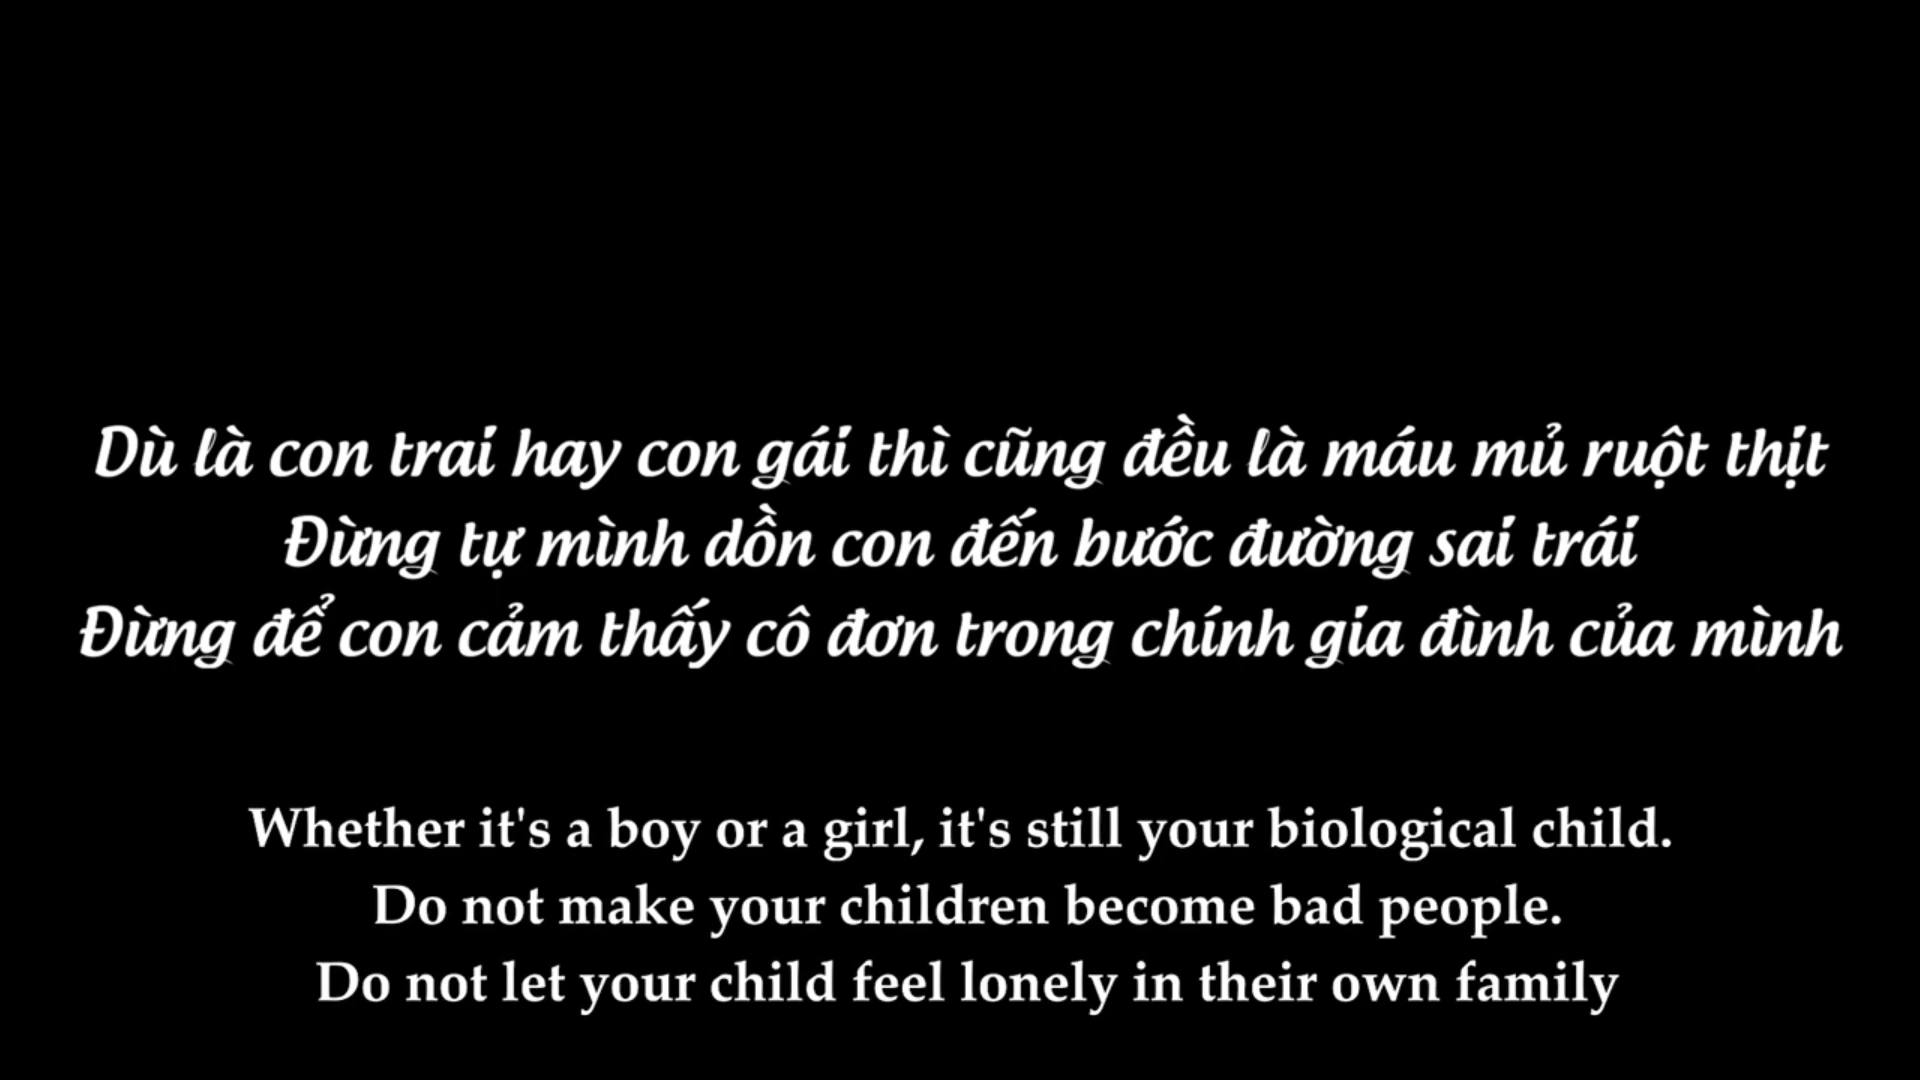 Dù là con trai hay con gái thì cũng đều là máu mủ ruột thịt
Đừng tự mình dồn con đến bước đường sai trái
Đừng để con cảm thấy cô đơn trong chính gia đình của mình
Whether it's a boy or a girl, it's still your biological child.
Do not make your children become bad people.
Do not let your child feel lonely in their own family